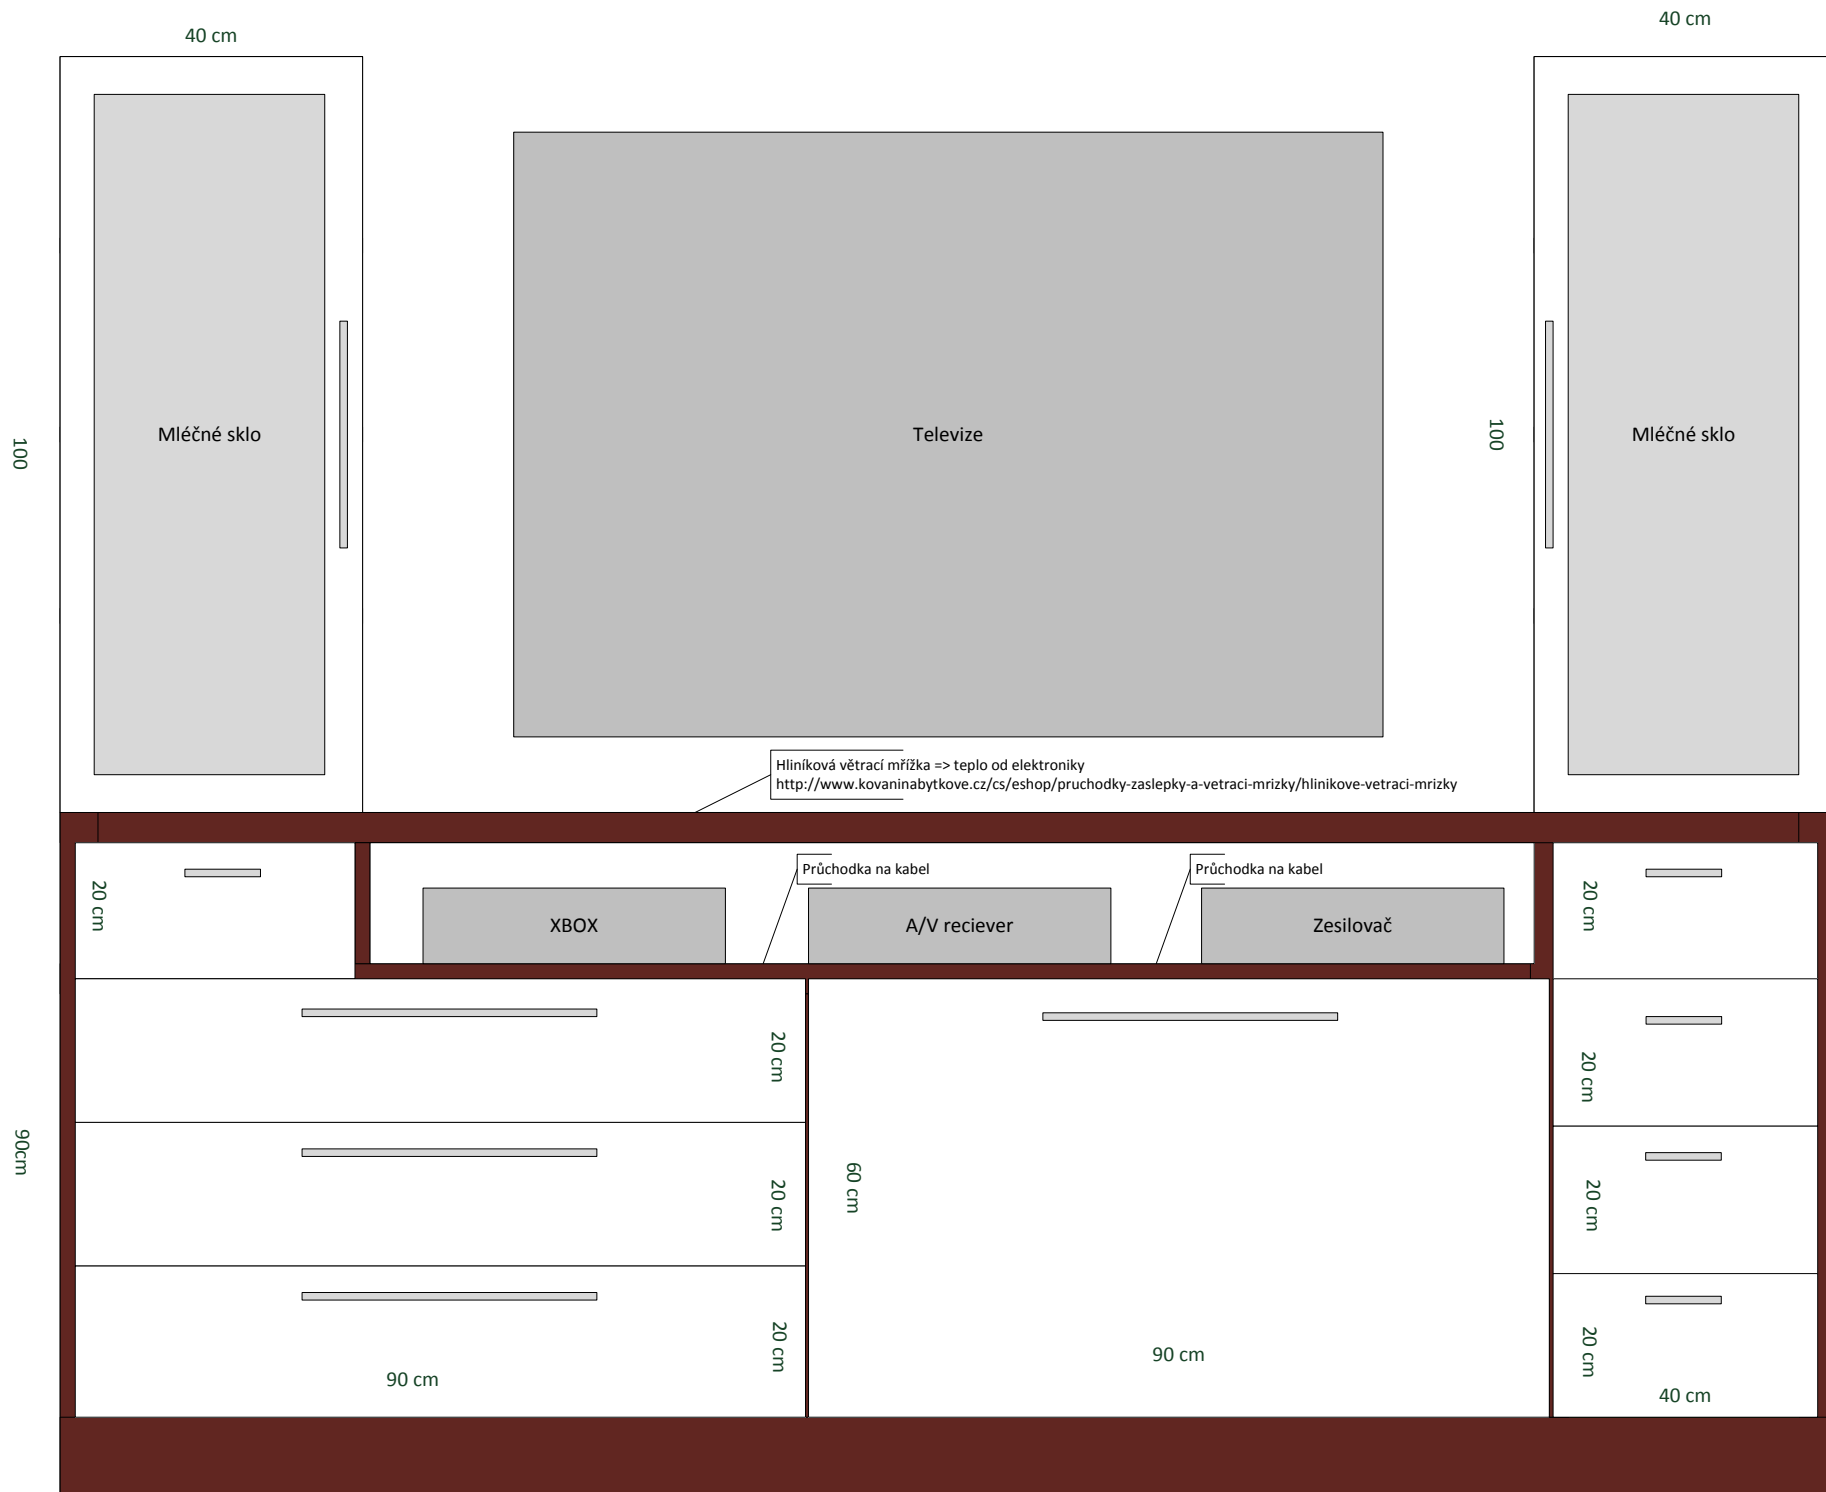 40 cm
40 cm
Mléčné sklo
Televize
Mléčné sklo
100
100
Hliníková větrací mřížka => teplo od elektroniky
http://www.kovaninabytkove.cz/cs/eshop/pruchodky-zaslepky-a-vetraci-mrizky/hlinikove-vetraci-mrizky
Průchodka na kabel
Průchodka na kabel
20 cm
20 cm
XBOX
A/V reciever
Zesilovač
20 cm
20 cm
90cm
60 cm
20 cm
20 cm
20 cm
20 cm
90 cm
90 cm
40 cm